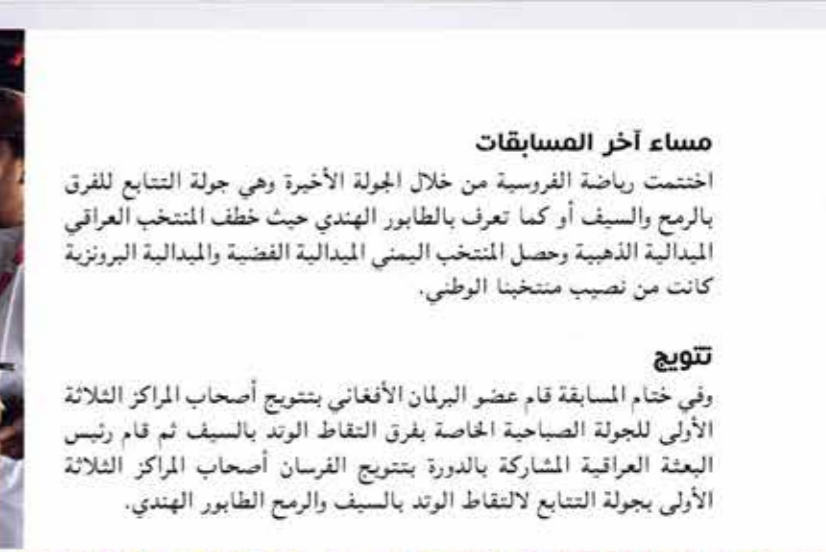 مساء آخر المسابقات
اختتمت رياضة الفروسية من خلال الجولة الأخيرة وهي جولة التتابع للفرق
بالرمح والسيف أو كما تعرف بالطابور الهندي حيث خطف المنتخب العراقي
الميدالية الذهبية وحصل المنتخب اليمني الميدالية الفضية والميدالية البرونزية
كانت من نصيب منتخبنا الوطني.
تتويج
وفي ختام المسابقة قام عضو البرلمان الأفغاني بتتويج أصحاب المراكز الثلاثة
الأولى للجولة الصباحية الخاصة بفرق التقاط الوتد بالسيف ثم قام رئيس
البعثة العراقية المشاركة بالدورة بتتويج الفرسان أصحاب المراكز الثلاثة
الأولى بجولة التتابع لالتقاط الوتد بالسيف والرمح الطابور الهندي.